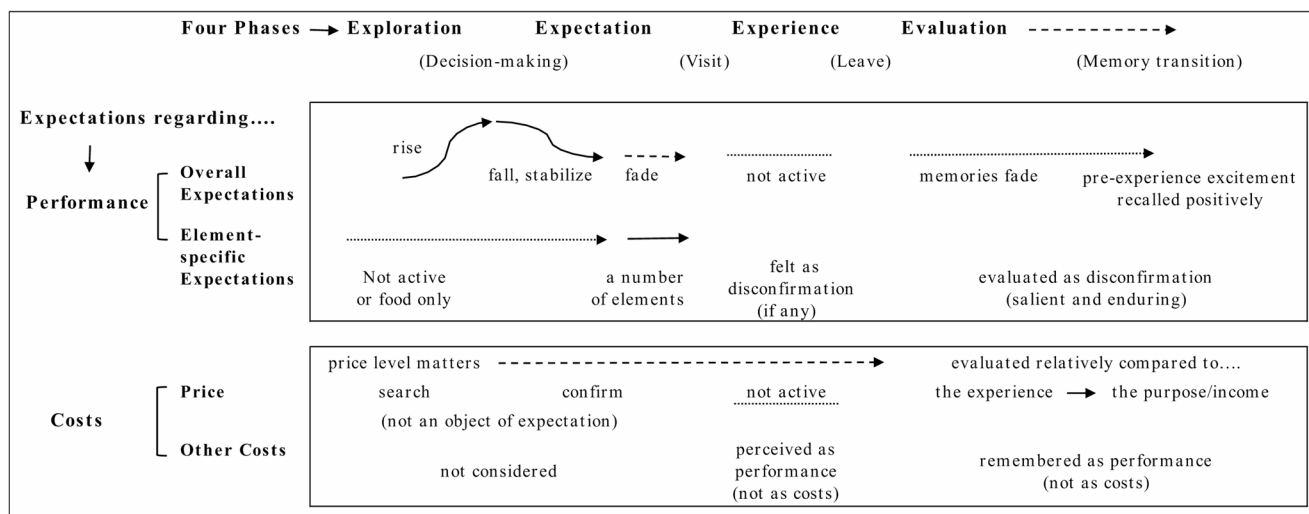 Four Phases Exploration Expectation Experience Evaluation
(Decision-making) (Visit) (Leave) (Memory transition)
Expectations regarding....
rise
fall, stabilize fade not active memories fade pre-experience excitement
recalled positively
Performance
Overall
Expectations
Element-
specific
Expectations
Not active
or food only
a number
of elements
felt as
disconfirmation
(if any)
evaluated as disconfirmation
(salient and enduring)
price level matters evaluated relatively compared to....
Costs
Price search confirm not active the experience the purpose/income
(not an object of expectation)
Other Costs
not considered
perceived as
performance
(not as costs)
remembered as performance
(not as costs)